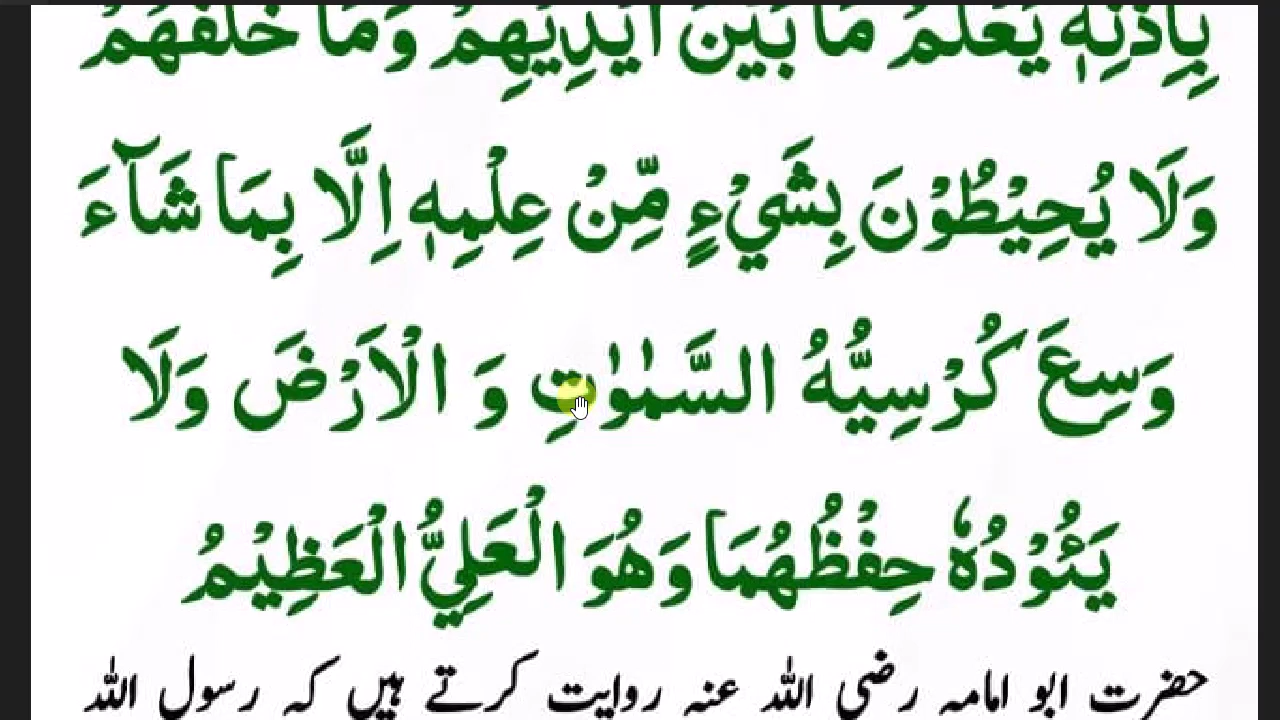 بِاِذْنِهٖ يَعْلَمُ مَا بَيْنَ اَيْدِيْهِمْ وَمَا خَلْفَهُمْ
وَلَا يُحِيْطُوْنَ بِشَيْءٍ مِّنْ عِلْمِهٖ اِلَّا بِمَا شَآءَ
وَسِعَ كُرْسِيُّهُ السَّمٰوٰتِ وَ الْاَرْضَ وَلَا
يَئُوْدُهٗ حِفْظُهُمَا وَهُوَ الْعَلِيُّ الْعَظِيْمُ
حضرت ابو امامہ رضی اللہ عنہ روایت کرتے ہیں کہ رسول اللہ